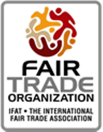 FAIR
TRADE
ORGANIZATION
IFAT • THE INTERNATIONAL
FAIR TRADE ASSOCIATION